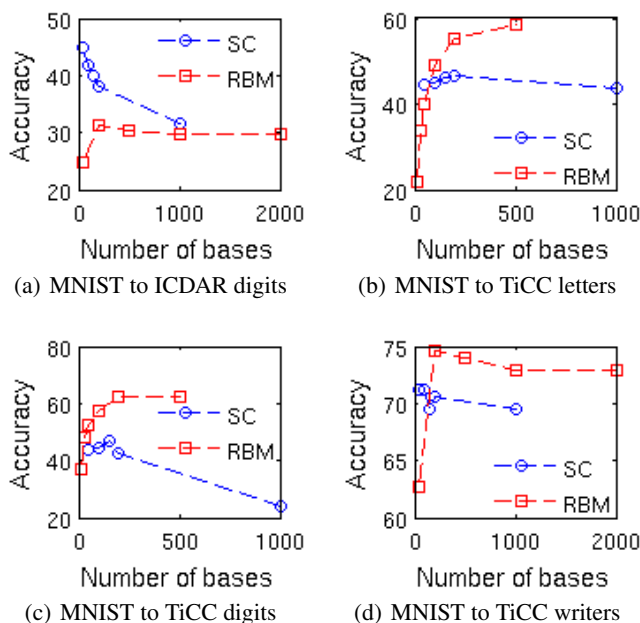 50
40
30
20
0 1000 2000
Accuracy
SC
RBM
Number of bases
(a) MNIST to ICDAR digits
60
40
20
0 500 1000
Accuracy
SC
RBM
Number of bases
(b) MNIST to TiCC letters
80
60
40
20
0 500 1000
Accuracy
SC
RBM
Number of bases
(c) MNIST to TiCC digits
75
70
65
60
0 1000 2000
Accuracy
SC
RBM
Number of bases
(d) MNIST to TiCC writers